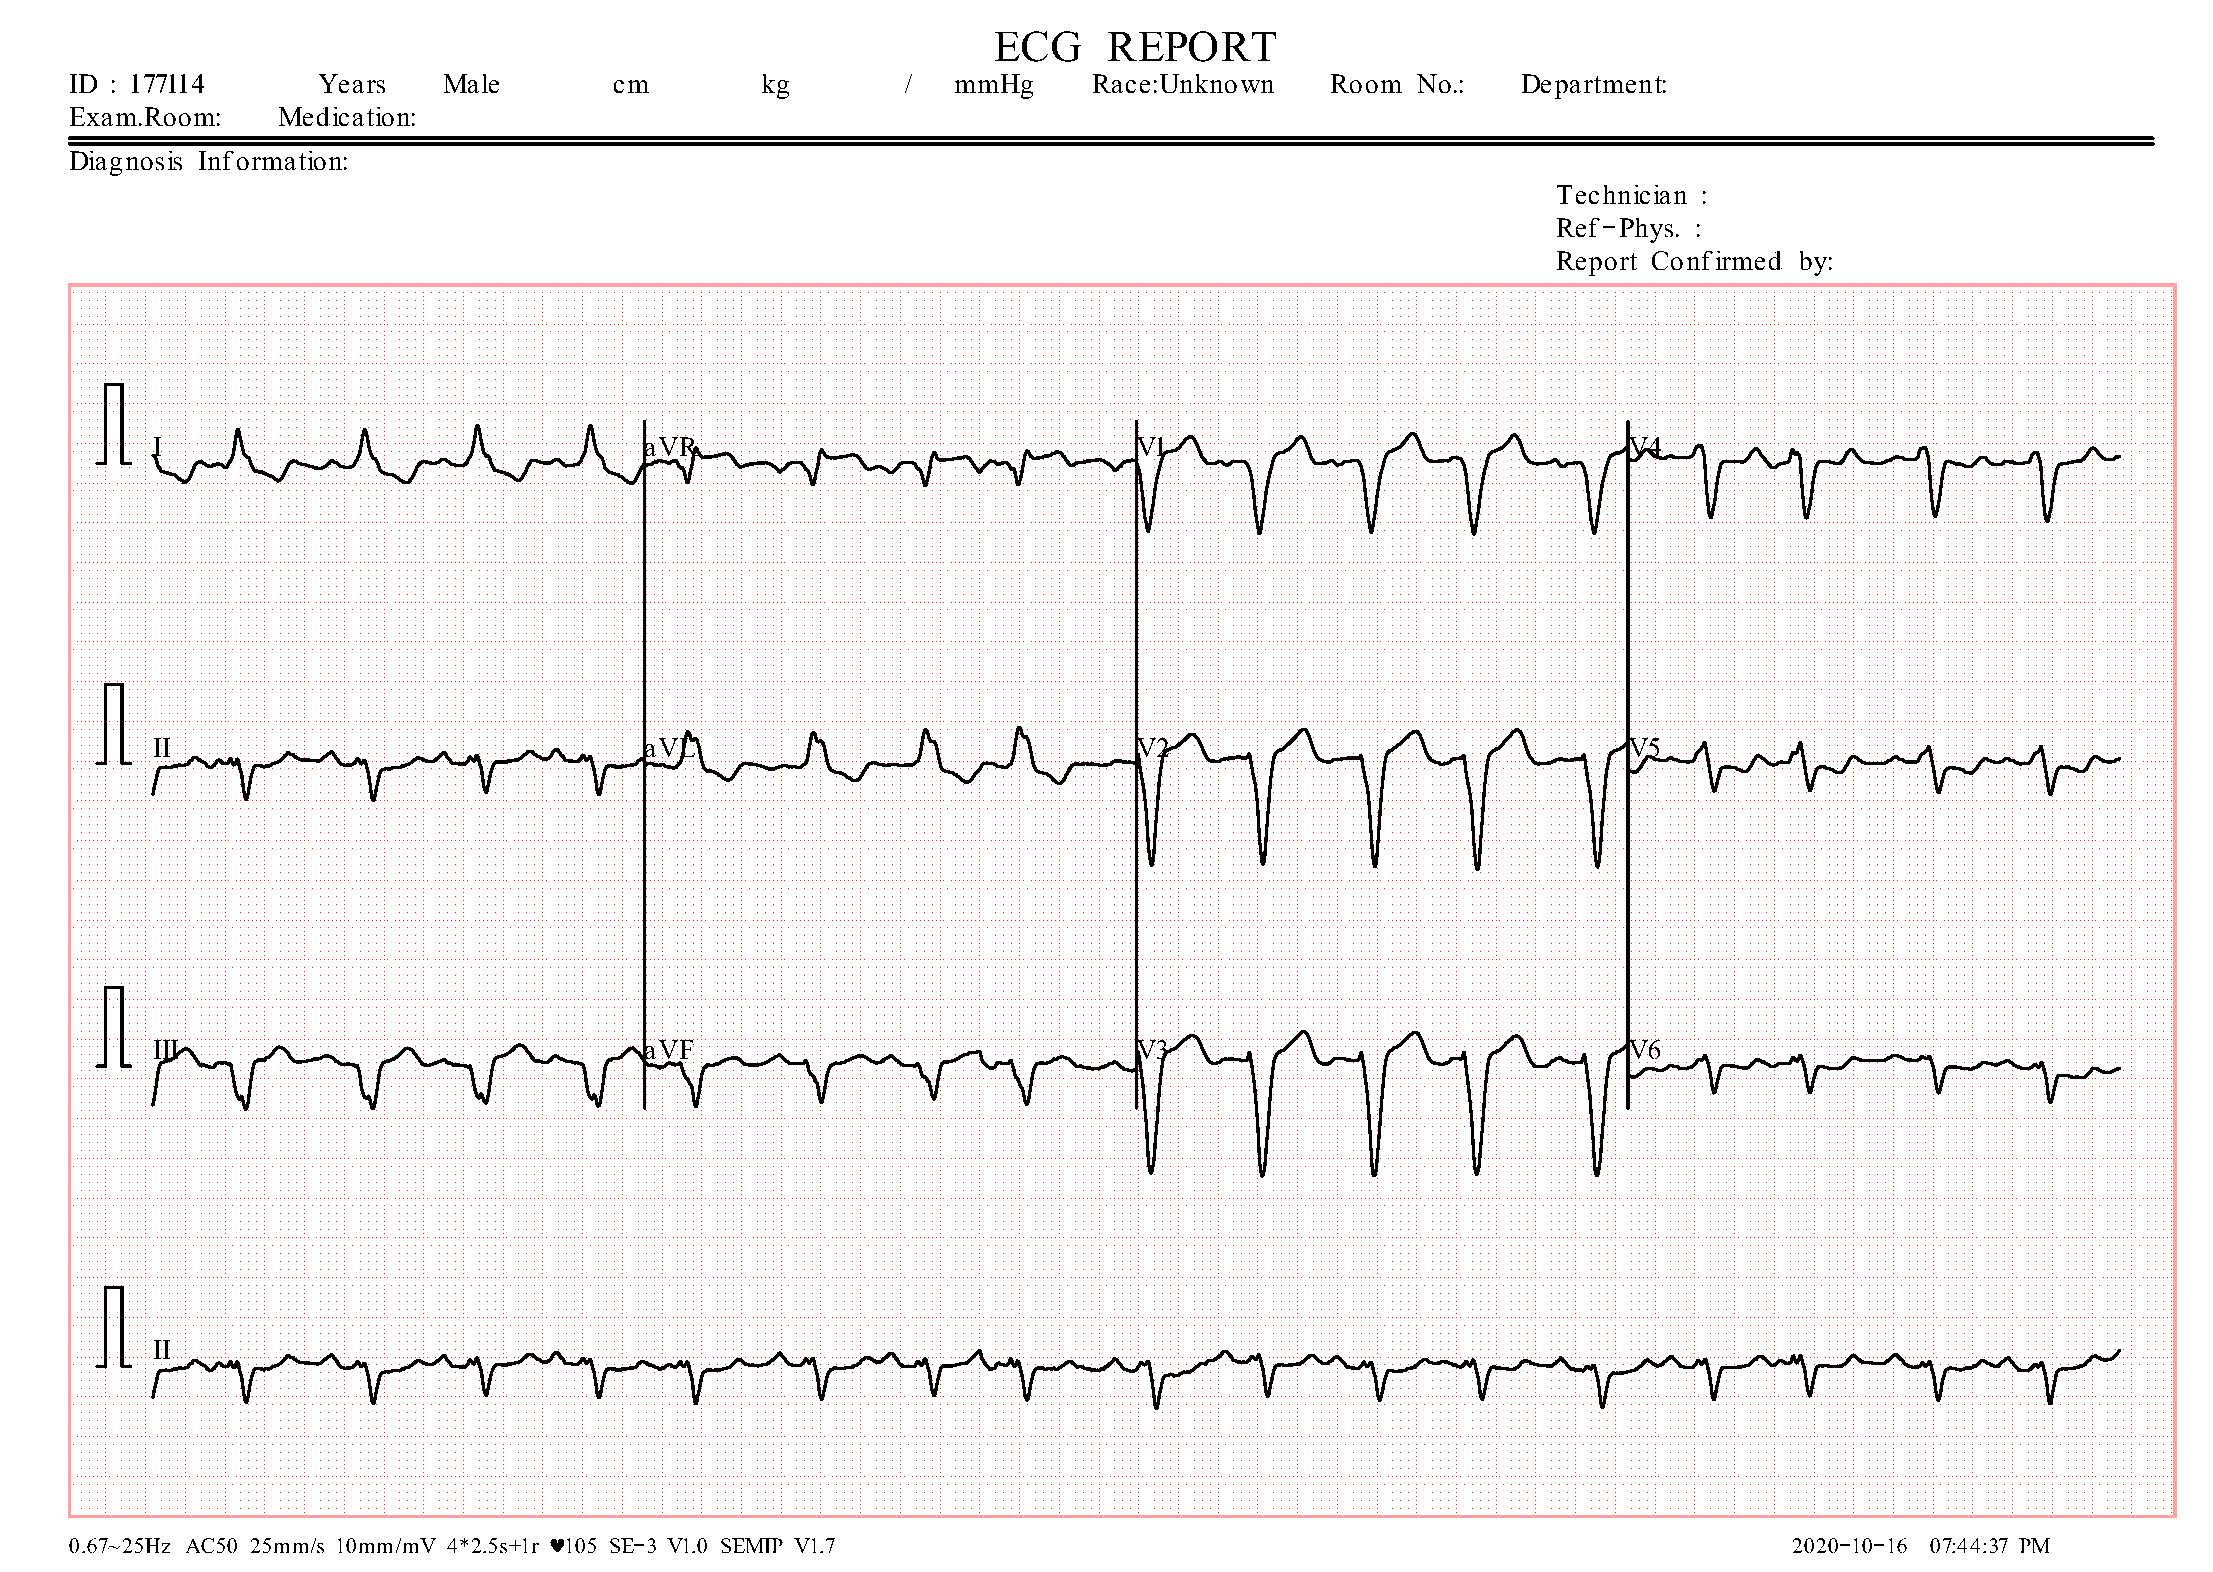 ECG REPORT
ID : 177114 Years Male cm kg / mmHg Race:Unknown Room No.: Department:
Exam.Room: Medication:
Diagnosis Information:
Technician :
Ref-Phys. :
Report Confirmed by:
I aVR V1 V4
II aVL V2 V5
III aVF V3 V6
II
0.67~25Hz AC50 25mm/s 10mm/mV 4*2.5s+1r ♥105 SE-3 V1.0 SEMIP V1.7 2020-10-16 07:44:37 PM